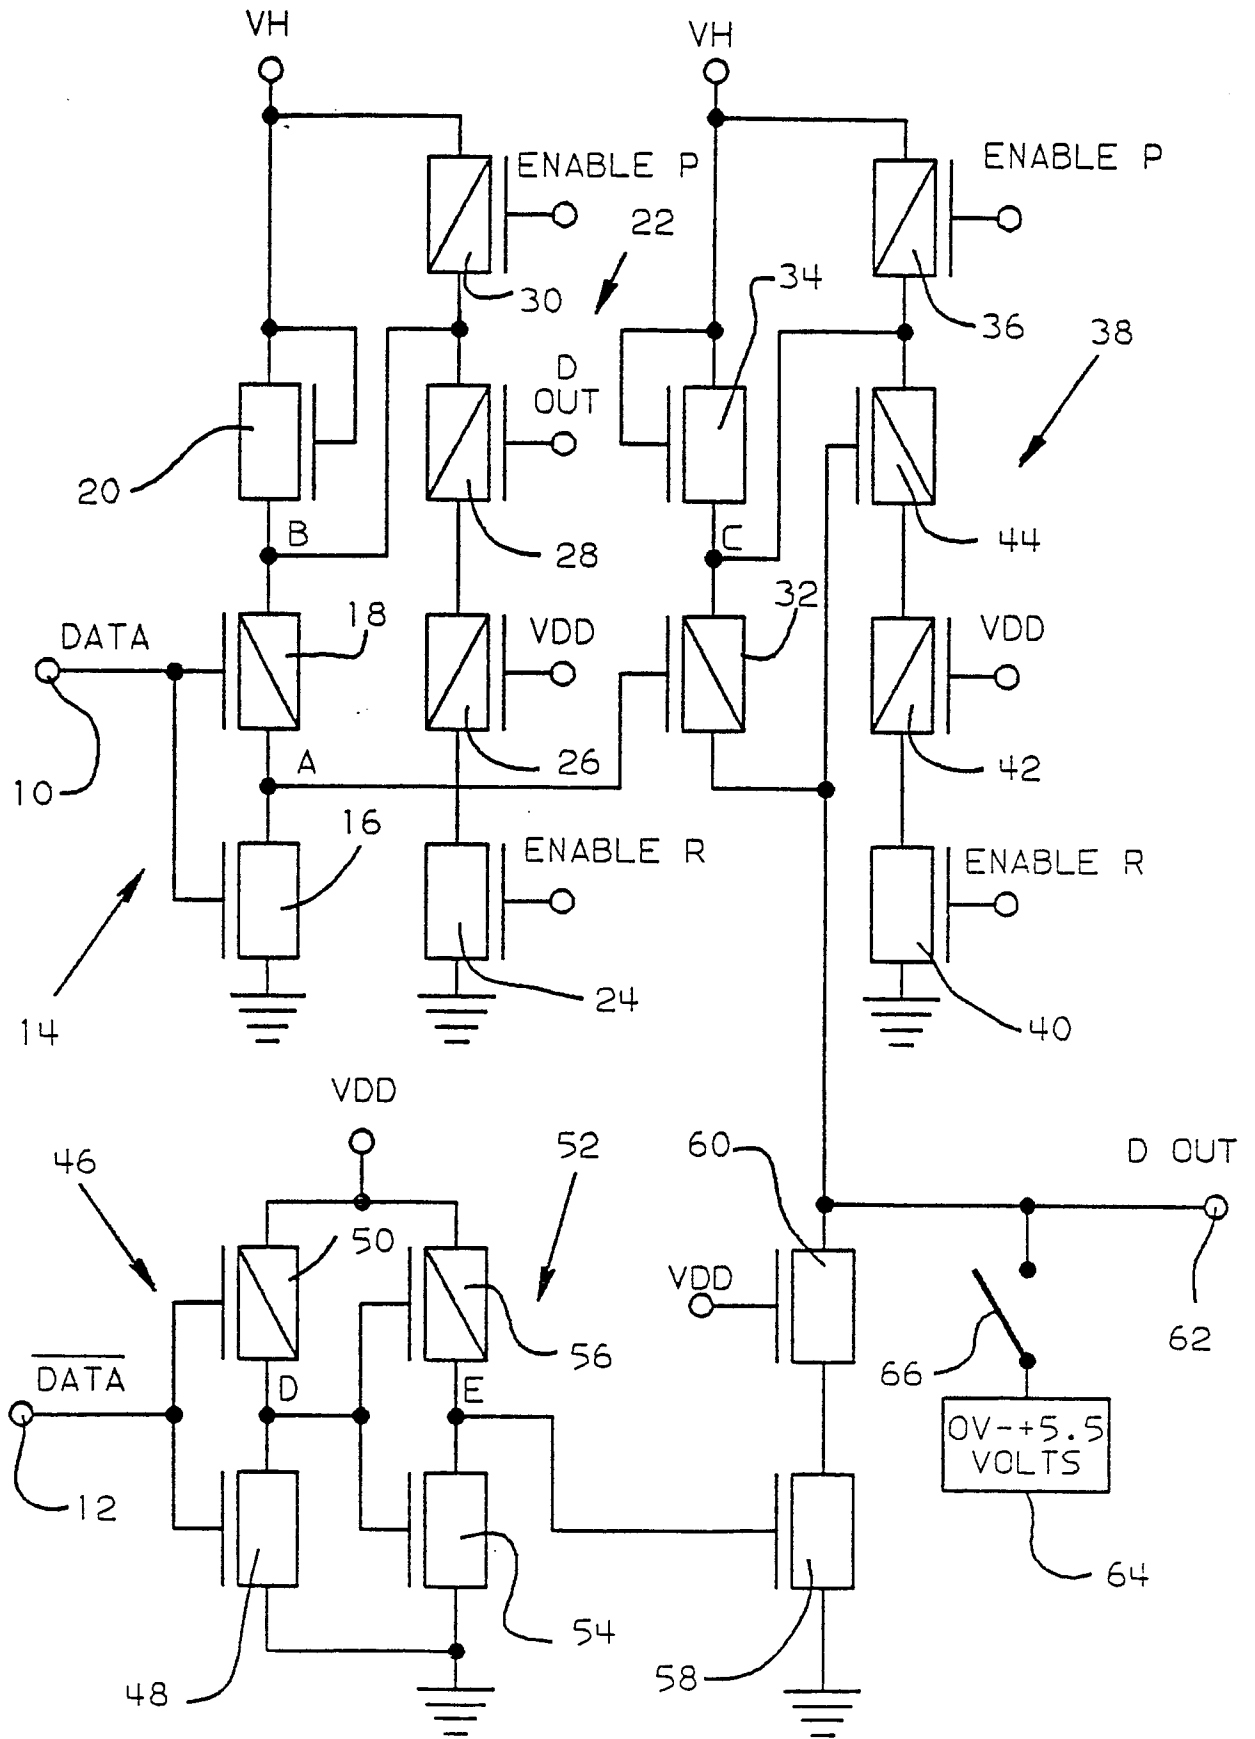 VH
VH
ENABLE P
ENABLE P
22
34
30
36
38
D
OUT
20
B
28
C
44
18
32
DATA
VDD
VDD
A
26
42
10
16
ENABLE R
ENABLE R
24
14
40
VDD
46
52
60
D OUT
50
VDD
56
62
66
DATA
D
E
0V-+5.5
VOLTS
12
64
54
48
58